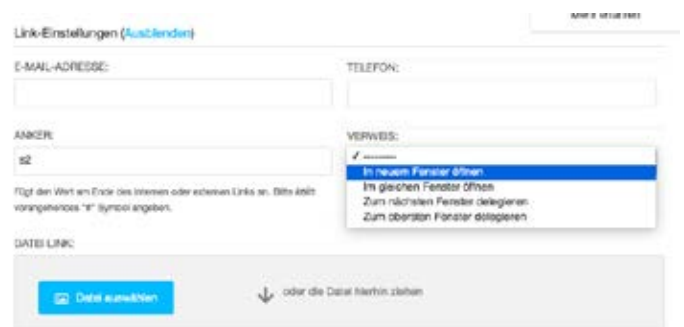 Mehr erfahren
Link-Einstellungen (Ausblenden)
E-MAIL-ADRESSE:
TELEFON:
ANKER:
VERWEIS:
s2
✓ ---------
In neuem Fenster öffnen
Im gleichen Fenster öffnen
Zum nächsten Fenster delegieren
Zum obersten Fenster delegieren
Fügt den Wert am Ende des internen oder externen Links an. Bitte
vorangehendes "#" Symbol angeben.
DATEI LINK:
Datei auswählen
oder die Datei hierhin ziehen